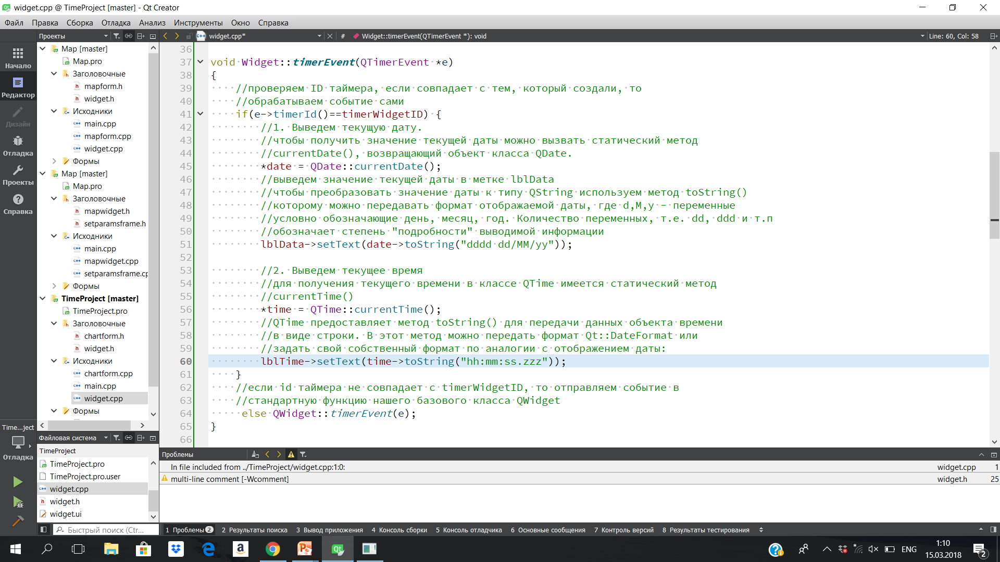 widget.cpp @ TimeProject [master] - Qt Creator
Файл Правка Сборка Отладка Анализ Инструменты Окно Справка
Проекты
widget.cpp*
# Widget::timerEvent(QTimerEvent *): void
Line: 60, Col: 58
Начало
Редактор
Дизайн
Отладка
Проекты
Справка
Time...ject
Отладка
Map [master]
Map.pro
Заголовочные
mapform.h
widget.h
Исходники
main.cpp
mapform.cpp
widget.cpp
Формы
Map [master]
Map.pro
Заголовочные
mapwidget.h
setparamsframe.h
Исходники
main.cpp
mapwidget.cpp
setparamsframe.cp
Формы
TimeProject [master]
TimeProject.pro
Заголовочные
chartform.h
widget.h
Исходники
chartform.cpp
main.cpp
widget.cpp
Формы
Файловая система
TimeProject
TimeProject.pro
TimeProject.pro.user
widget.cpp
widget.h
widget.ui
36
37 void Widget::timerEvent(QTimerEvent *e)
38 {
39 //проверяем ID таймера, если совпадает с тем, который создали, то
40 //обрабатываем событие сами
41 if(e->timerId()==timerWidgetID) {
42 //1. Выведем текущую дату.
43 //чтобы получить значение текущей даты можно вызвать статический метод
44 //currentDate(), возвращающий объект класса QDate.
45 *date = QDate::currentDate();
46 //выведем значение текущей даты в метке lblData
47 //чтобы преобразовать значение даты к типу QString используем метод toString()
48 //которому можно передавать формат отображаемой даты, где d,M,y - переменные
49 //условно обозначающие день, месяц, год. Количество переменных, т.е. dd, ddd и т.п
50 //обозначает степень "подробности" выводимой информации
51 lblData->setText(date->toString("dddd dd/MM/yy"));
52
53 //2. Выведем текущее время
54 //для получения текущего времени в классе QTime имеется статический метод
55 //currentTime()
56 *time = QTime::currentTime();
57 //QTime предоставляет метод toString() для передачи данных объекта времени
58 //в виде строки. В этот метод можно передать формат Qt::DateFormat или
59 //задать свой собственный формат по аналогии с отображением даты:
60 lblTime->setText(time->toString("hh:mm:ss.zzz"));
61 }
62 //если id таймера не совпадает с timerWidgetID, то отправляем событие в
63 //стандартную функцию нашего базового класса QWidget
64 else QWidget::timerEvent(e);
65 }
66
Проблемы
In file included from ../TimeProject/widget.cpp:1:0: widget.cpp 1
multi-line comment [-Wcomment] widget.h 25
Быстрый поиск (Ctr...
1 Проблемы 2 2 Результаты поиска 3 Вывод приложения 4 Консоль сборки 5 Консоль отладчика 6 Основные сообщения 7 Контроль версий 8 Результаты тестирования
ENG
1:10
15.03.2018
2